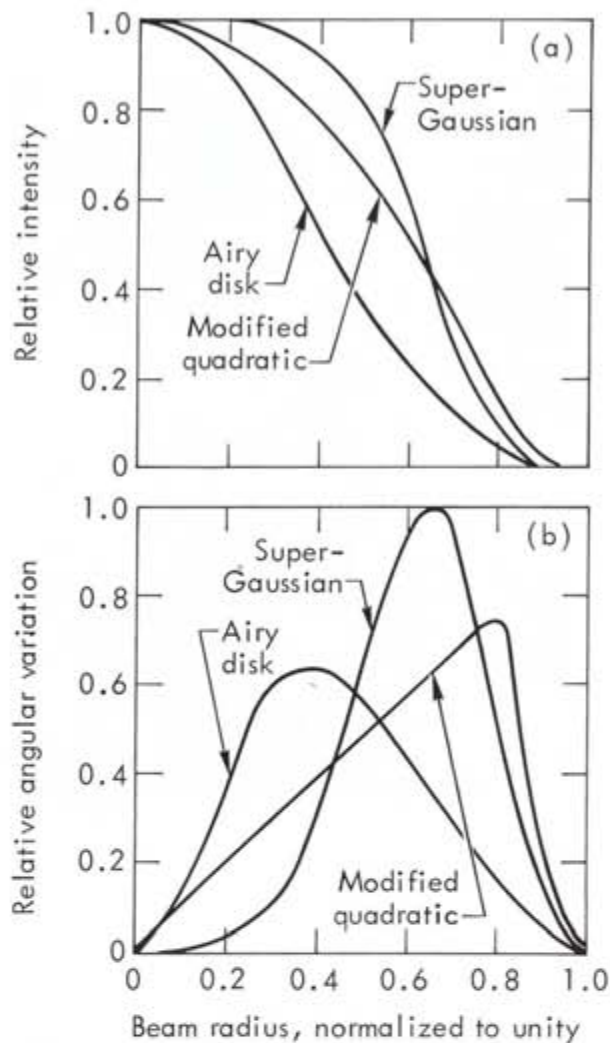 1.0
(a)
Super-
Gaussian
0.8
Relative intensity
0.6
Airy
disk
0.4
Modified
quadratic
0.2
0
1.0
(b)
Super-
Gaussian
0.8
Airy
disk
Relative angular variation
0.6
0.4
0.2
Modified
quadratic
0
0 0.2 0.4 0.6 0.8 1.0
Beam radius, normalized to unity